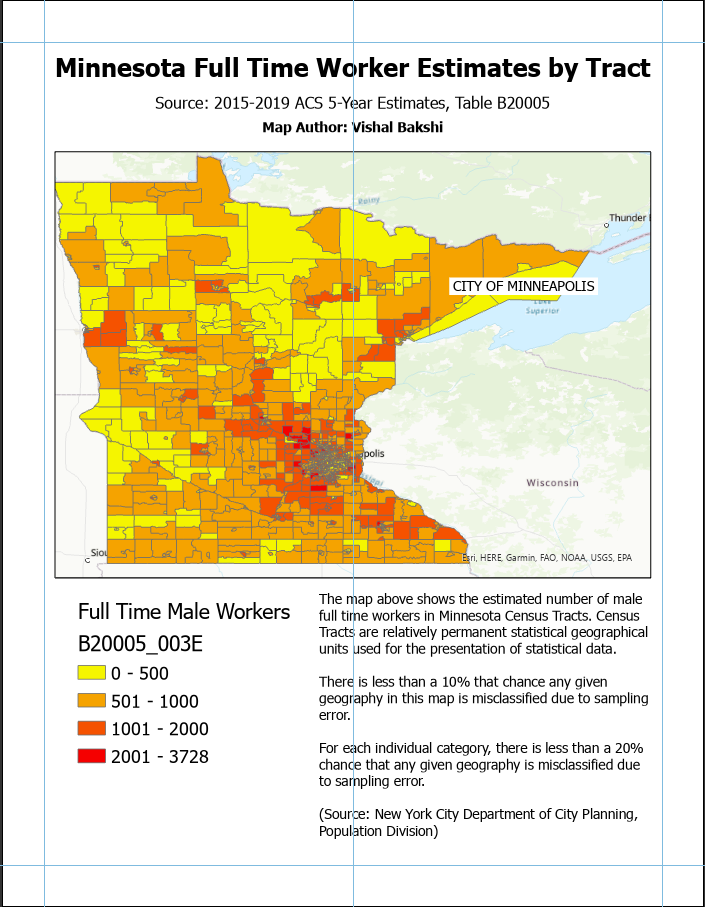 Minnesota Full Time Worker Estimates by Tract
Source: 2015-2019 ACS 5-Year Estimates, Table B20005
Map Author: Vishal Bakshi
Rainy
Thunder
CITY OF MINNEAPOLIS
Lake
Superior
polis
Wisconsin
Siou
Esri, HERE, Garmin, FAO, NOAA, USGS, EPA
Full Time Male Workers
B20005_003E
0 - 500
501 - 1000
1001 - 2000
2001 - 3728
The map above shows the estimated number of male
full time workers in Minnesota Census Tracts. Census
Tracts are relatively permanent statistical geographical
units used for the presentation of statistical data.
There is less than a 10% that chance any given
geography in this map is misclassified due to sampling
error.
For each individual category, there is less than a 20%
chance that any given geography is misclassified due
to sampling error.
(Source: New York City Department of City Planning,
Population Division)